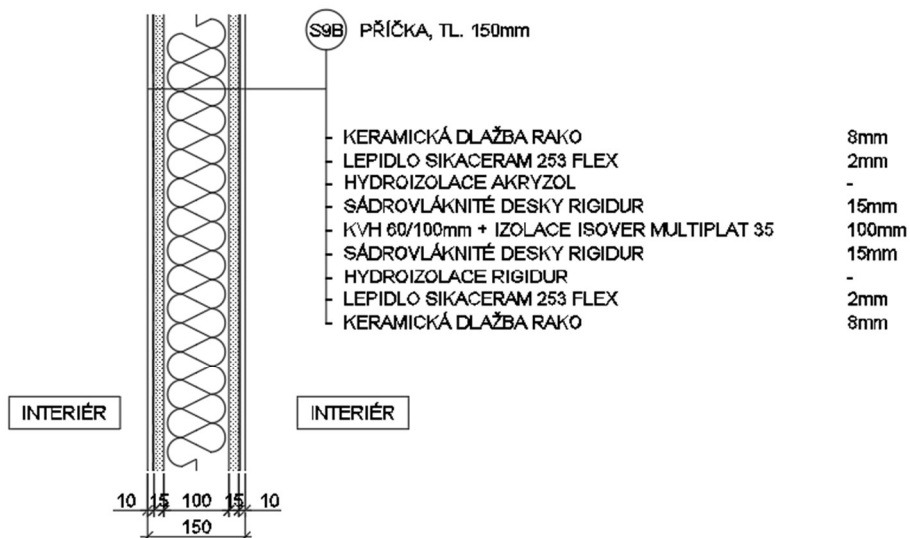 S9B PŘÍČKA, TL. 150mm
KERAMICKÁ DLAŽBA RAKO 8mm
LEPIDLO SIKACERAM 253 FLEX 2mm
HYDROIZOLACE AKRYZOL -
SÁDROVLÁKNITÉ DESKY RIGIDUR 15mm
KVH 60/100mm + IZOLACE ISOVER MULTIPLAT 35 100mm
SÁDROVLÁKNITÉ DESKY RIGIDUR 15mm
HYDROIZOLACE RIGIDUR -
LEPIDLO SIKACERAM 253 FLEX 2mm
KERAMICKÁ DLAŽBA RAKO 8mm
INTERIÉR INTERIÉR
10 15 100 15 10
150